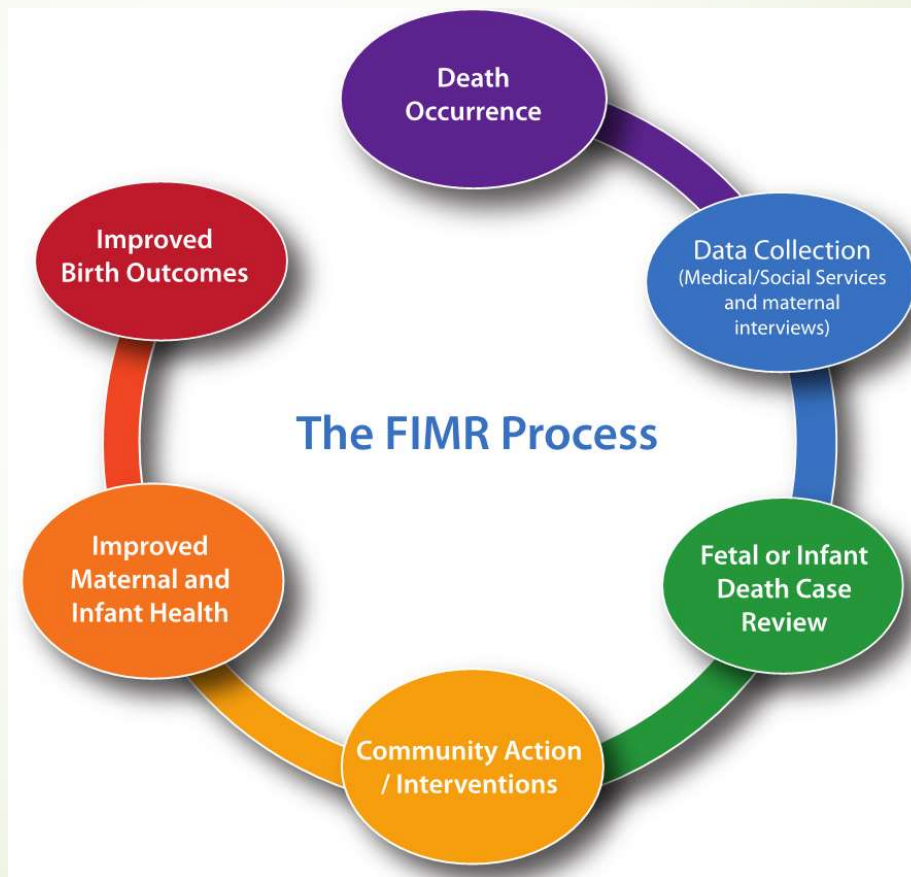 The FIMR Process
Death
Occurrence
Data Collection
(Medical/Social Services
and maternal
interviews)
Fetal or Infant
Death Case
Review
Community Action
/ Interventions
Improved
Maternal and
Infant Health
Improved
Birth Outcomes